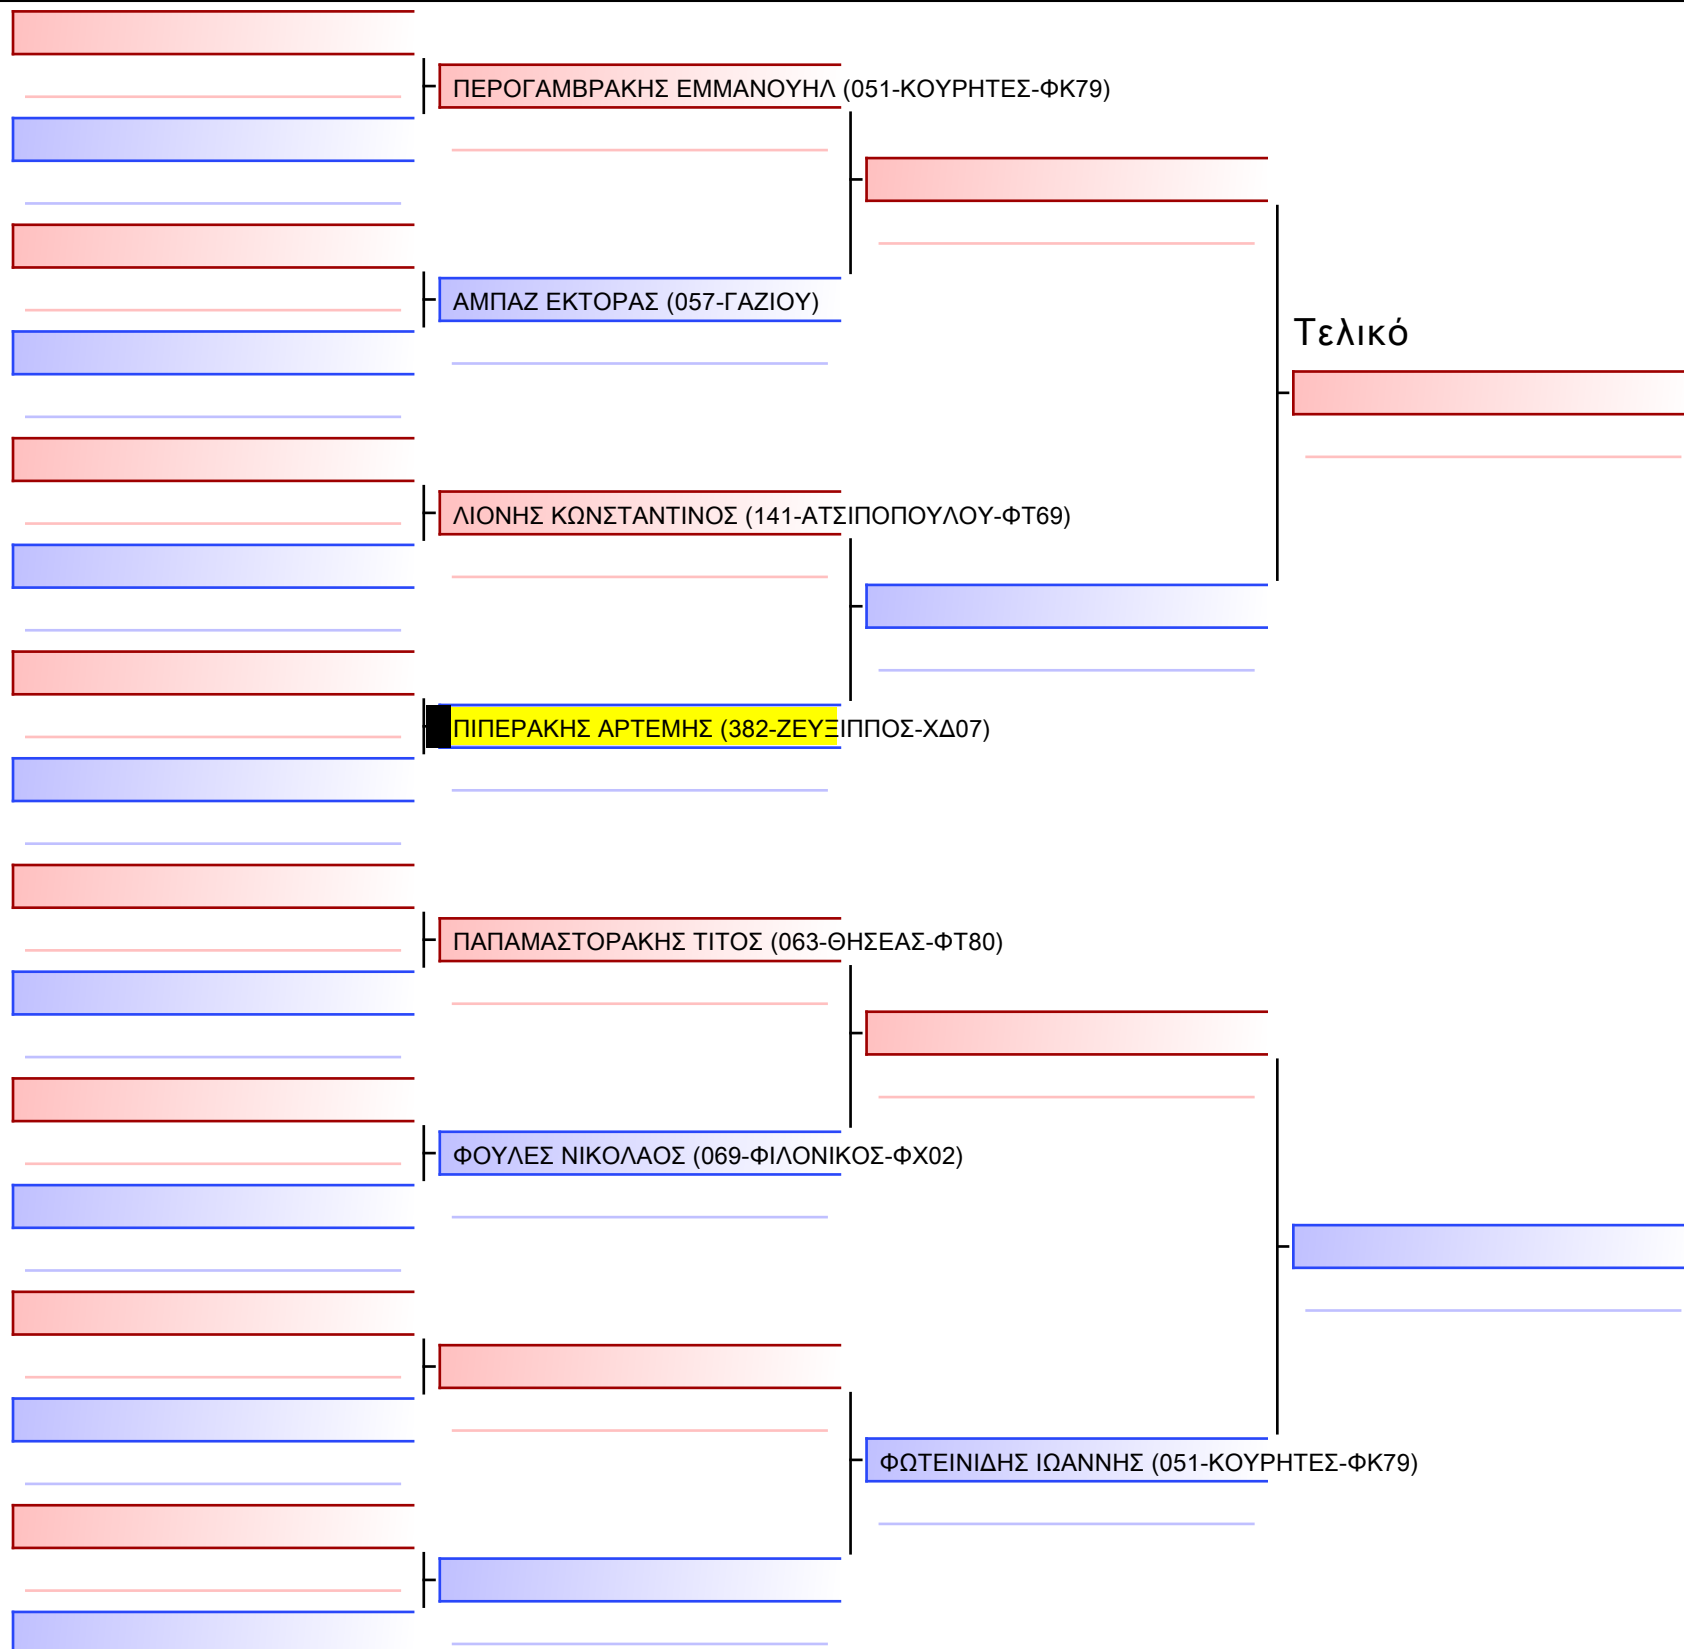 ΠΕΡΟΓΑΜΒΡΑΚΗΣ ΕΜΜΑΝΟΥΗΛ (051-ΚΟΥΡΗΤΕΣ-ΦΚ79)
ΑΜΠΑΖ ΕΚΤΟΡΑΣ (057-ΓΑΖΙΟΥ)
Τελικό
ΛΙΟΝΗΣ ΚΩΝΣΤΑΝΤΙΝΟΣ (141-ΑΤΣΙΠΟΠΟΥΛΟΥ-ΦΤ69)
ΠΙΠΕΡΑΚΗΣ ΑΡΤΕΜΗΣ (382-ΖΕΥΞΙΠΠΟΣ-ΧΔ07)
ΠΑΠΑΜΑΣΤΟΡΑΚΗΣ ΤΙΤΟΣ (063-ΘΗΣΕΑΣ-ΦΤ80)
ΦΟΥΛΕΣ ΝΙΚΟΛΑΟΣ (069-ΦΙΛΟΝΙΚΟΣ-ΦΧ02)
ΦΩΤΕΙΝΙΔΗΣ ΙΩΑΝΝΗΣ (051-ΚΟΥΡΗΤΕΣ-ΦΚ79)